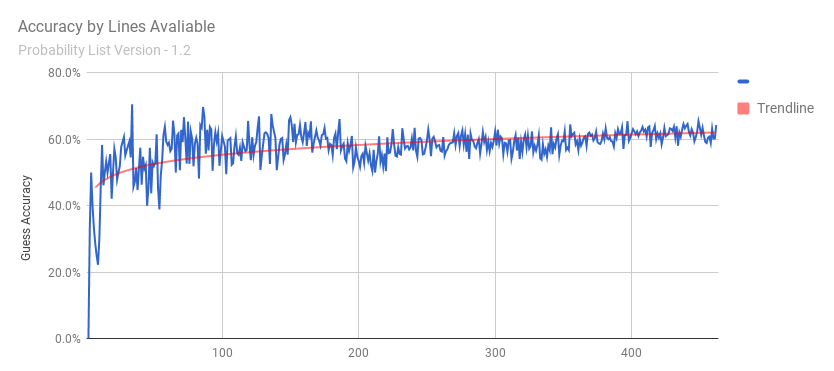 Accuracy by Lines Avaliable
Probability List Version - 1.2
80.0%
60.0%
40.0%
20.0%
0.0%
Guess Accuracy
100
200
300
400
Trendline